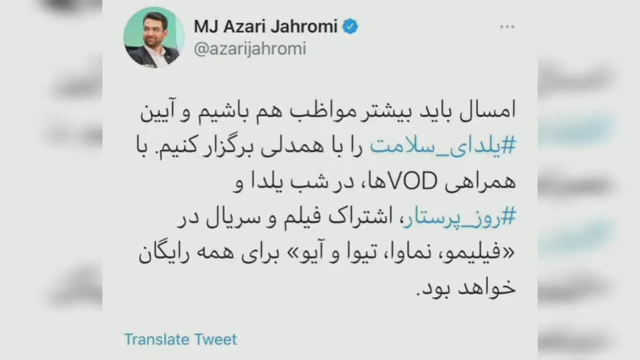 MJ Azari Jahromi
@azarijahromi
امسال باید بیشتر مواظب هم باشیم و آیین
#یلدای_سلامت را با همدلی برگزار کنیم. با
همراهی VODها، در شب یلدا و
#روز_پرستار، اشتراک فیلم و سریال در
«فیلیمو، نماوا، تیوا و آیو» برای همه رایگان
خواهد بود.
Translate Tweet